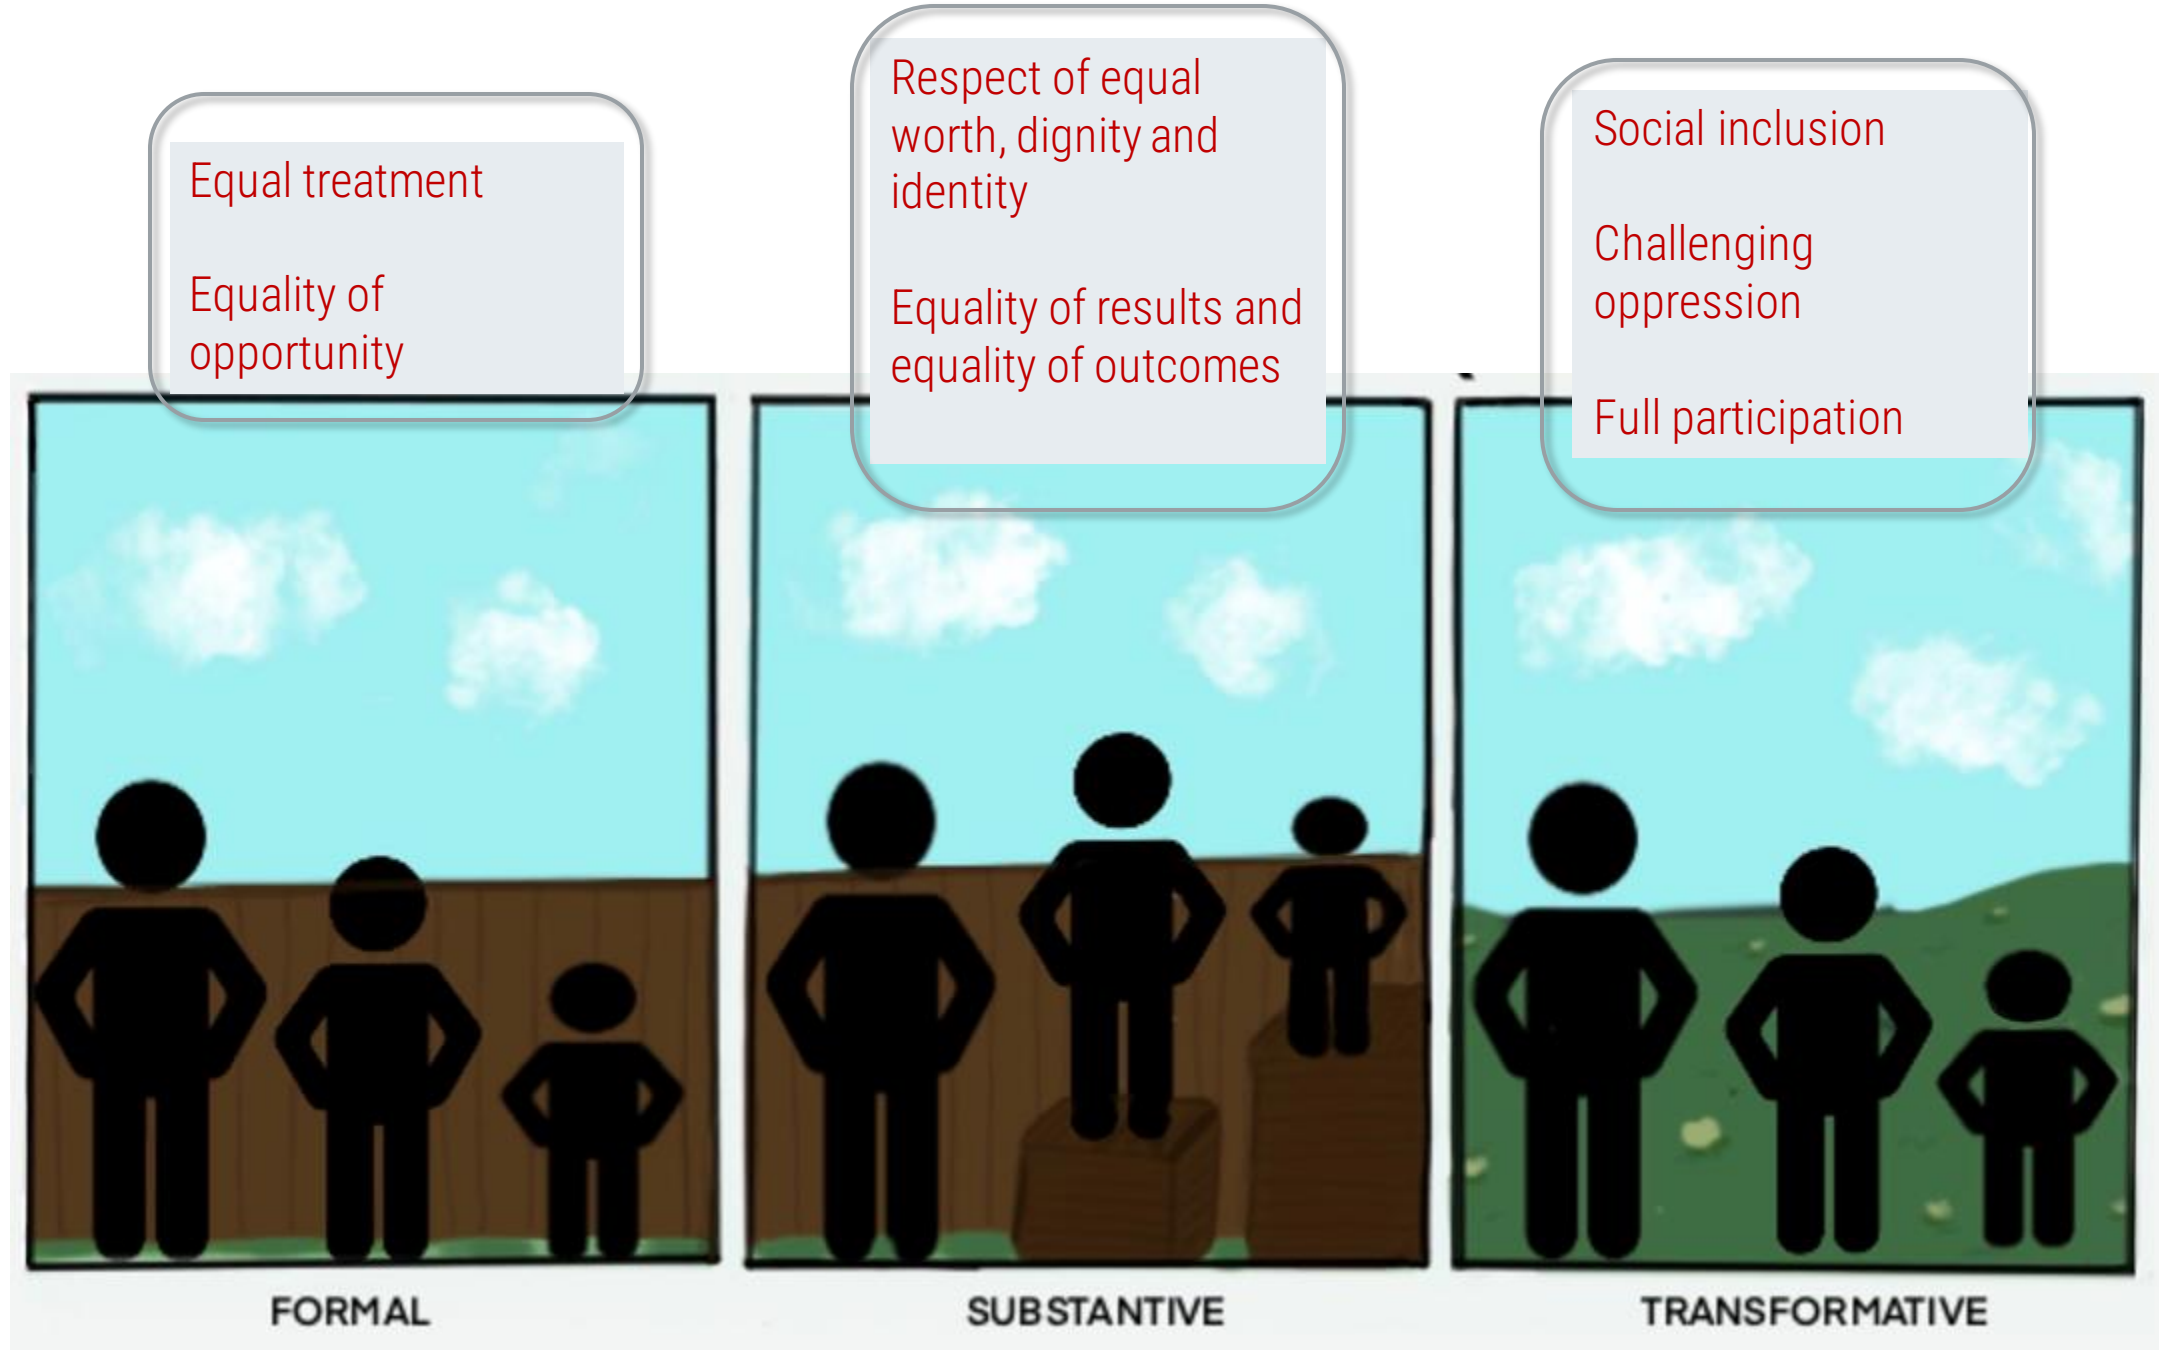 Equal treatment
Equality of
opportunity
Respect of equal
worth, dignity and
identity
Equality of results and
equality of outcomes
Social inclusion
Challenging
oppression
Full participation
FORMAL
SUBSTANTIVE
TRANSFORMATIVE